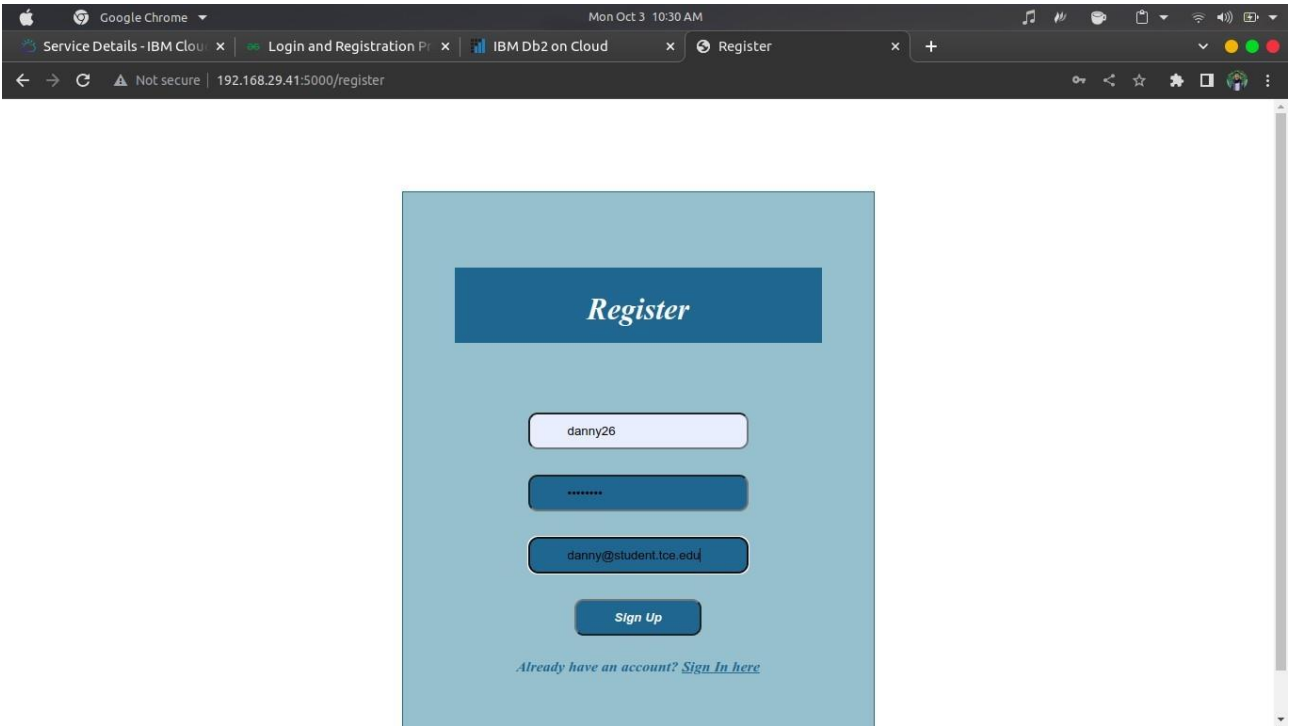 Google Chrome Mon Oct 3 10:30 AM
Service Details - IBM Clou Login and Registration Pr IBM Db2 on Cloud Register
Not secure | 192.168.29.41:5000/register
Register
danny26
••••••••
danny@student.tce.edu
Sign Up
Already have an account? Sign In here